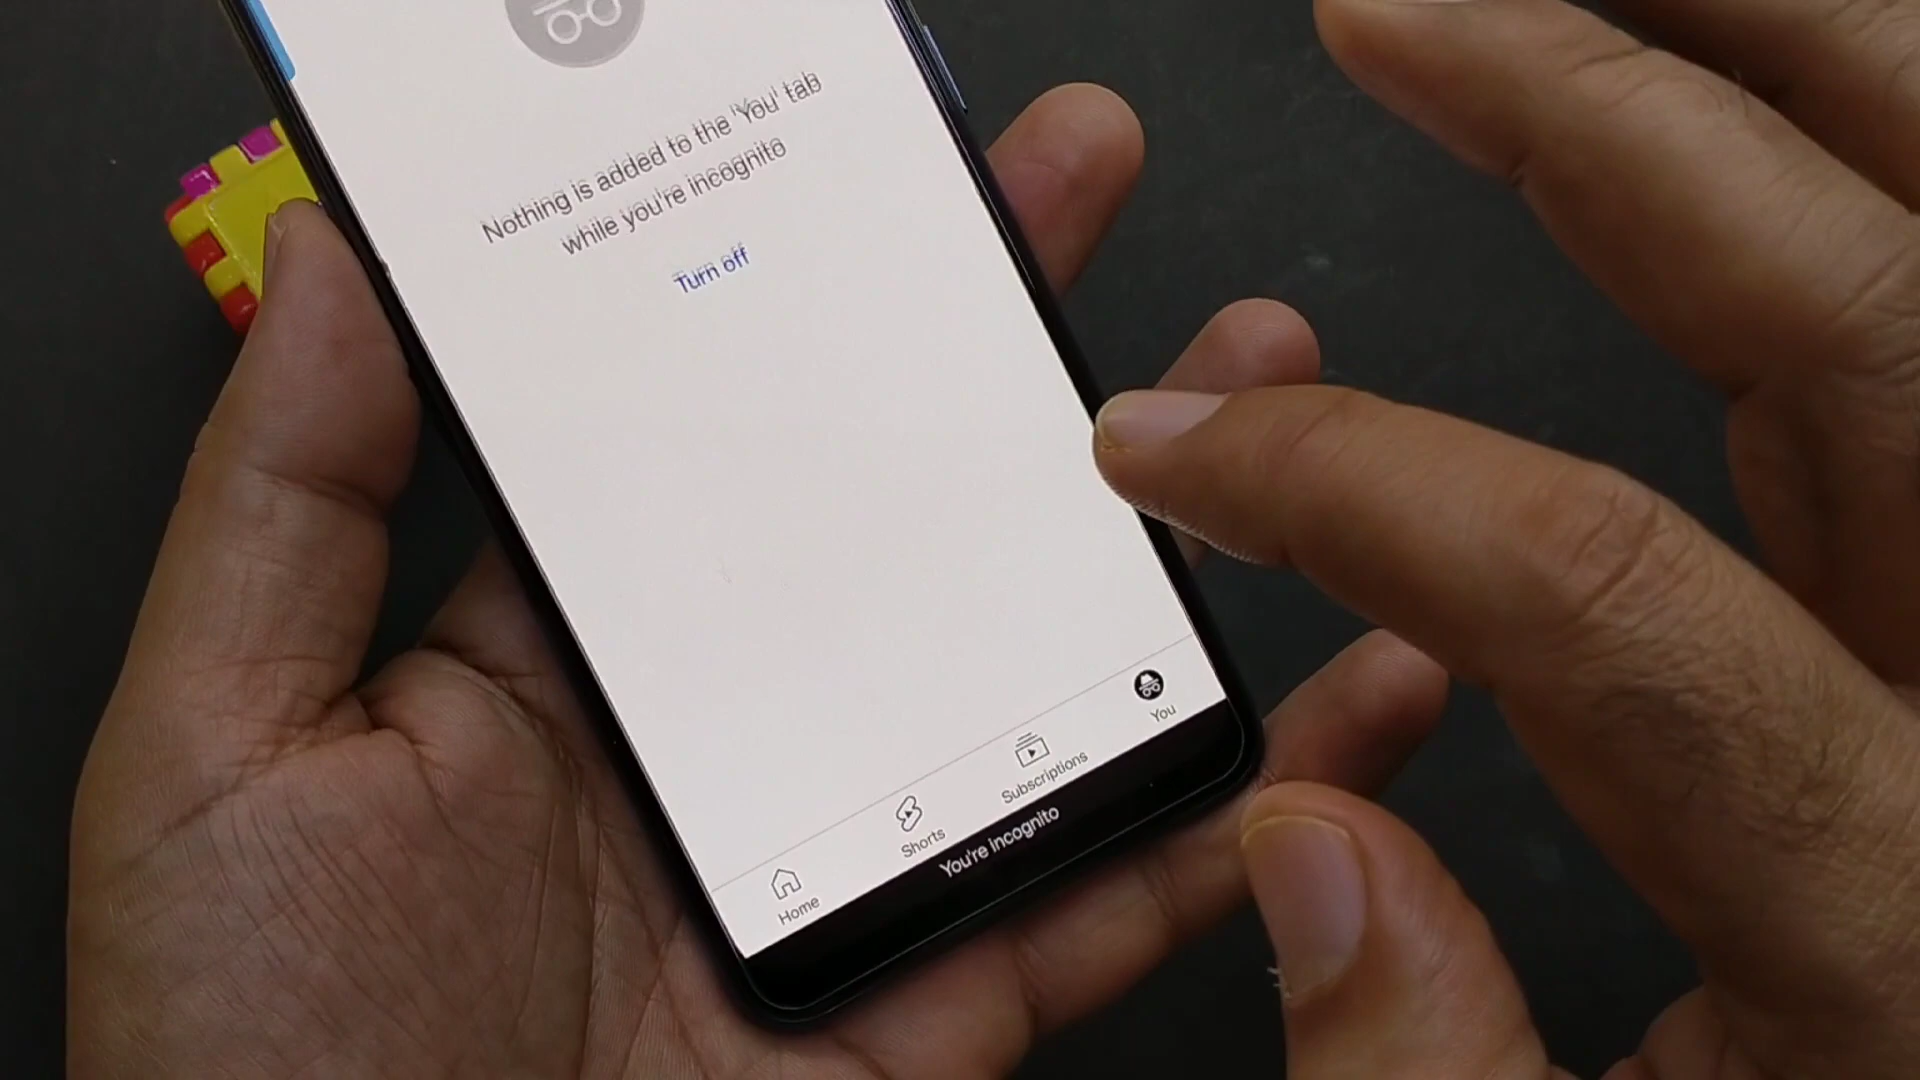 Nothing is added to the 'You' tab
while you're incognito
Turn off
Home
Shorts
Subscriptions
You
You're incognito